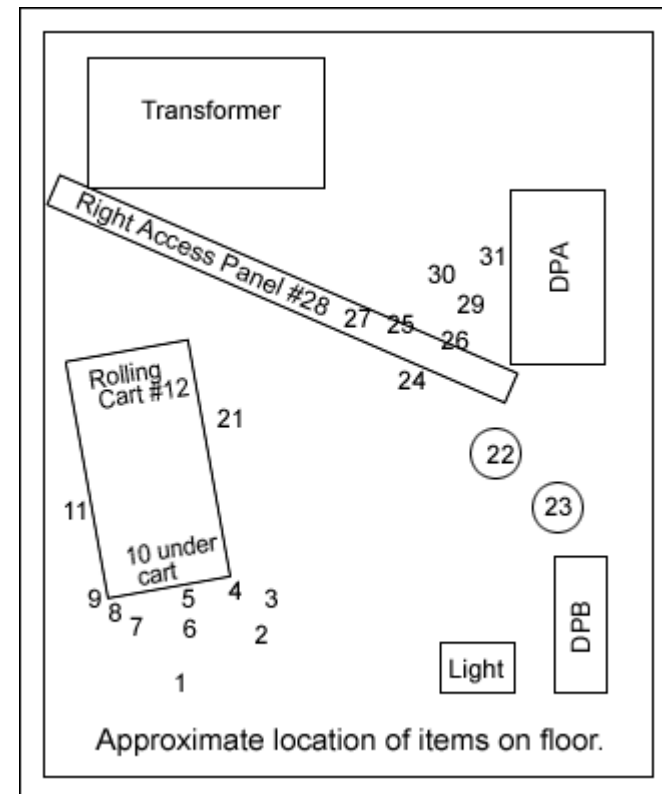 Transformer
Right Access Panel #28
31
30
29
27
25
26
24
DPA
Rolling
Cart #12
21
22
11
23
10 under
cart
9
8
7
5
6
4
3
2
1
Light
DPB
Approximate location of items on floor.